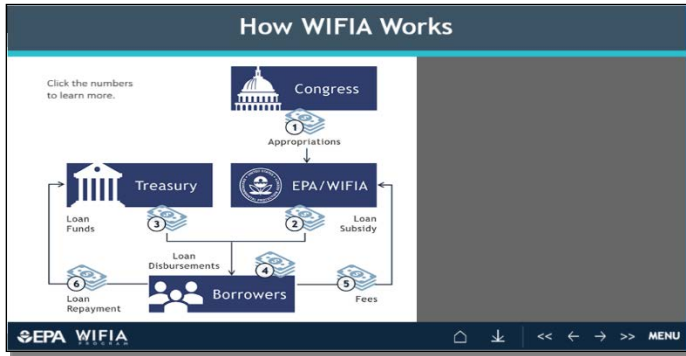 How WIFIA Works
Click the numbers
to learn more.
Congress
1
Appropriations
Treasury
EPA/WIFIA
Loan
Funds
3
2
Loan
Subsidy
Loan
Disbursements
4
6
5
Loan
Repayment
Borrowers
Fees
EPA WIFIA
PROGRAM
<< ← → >> MENU